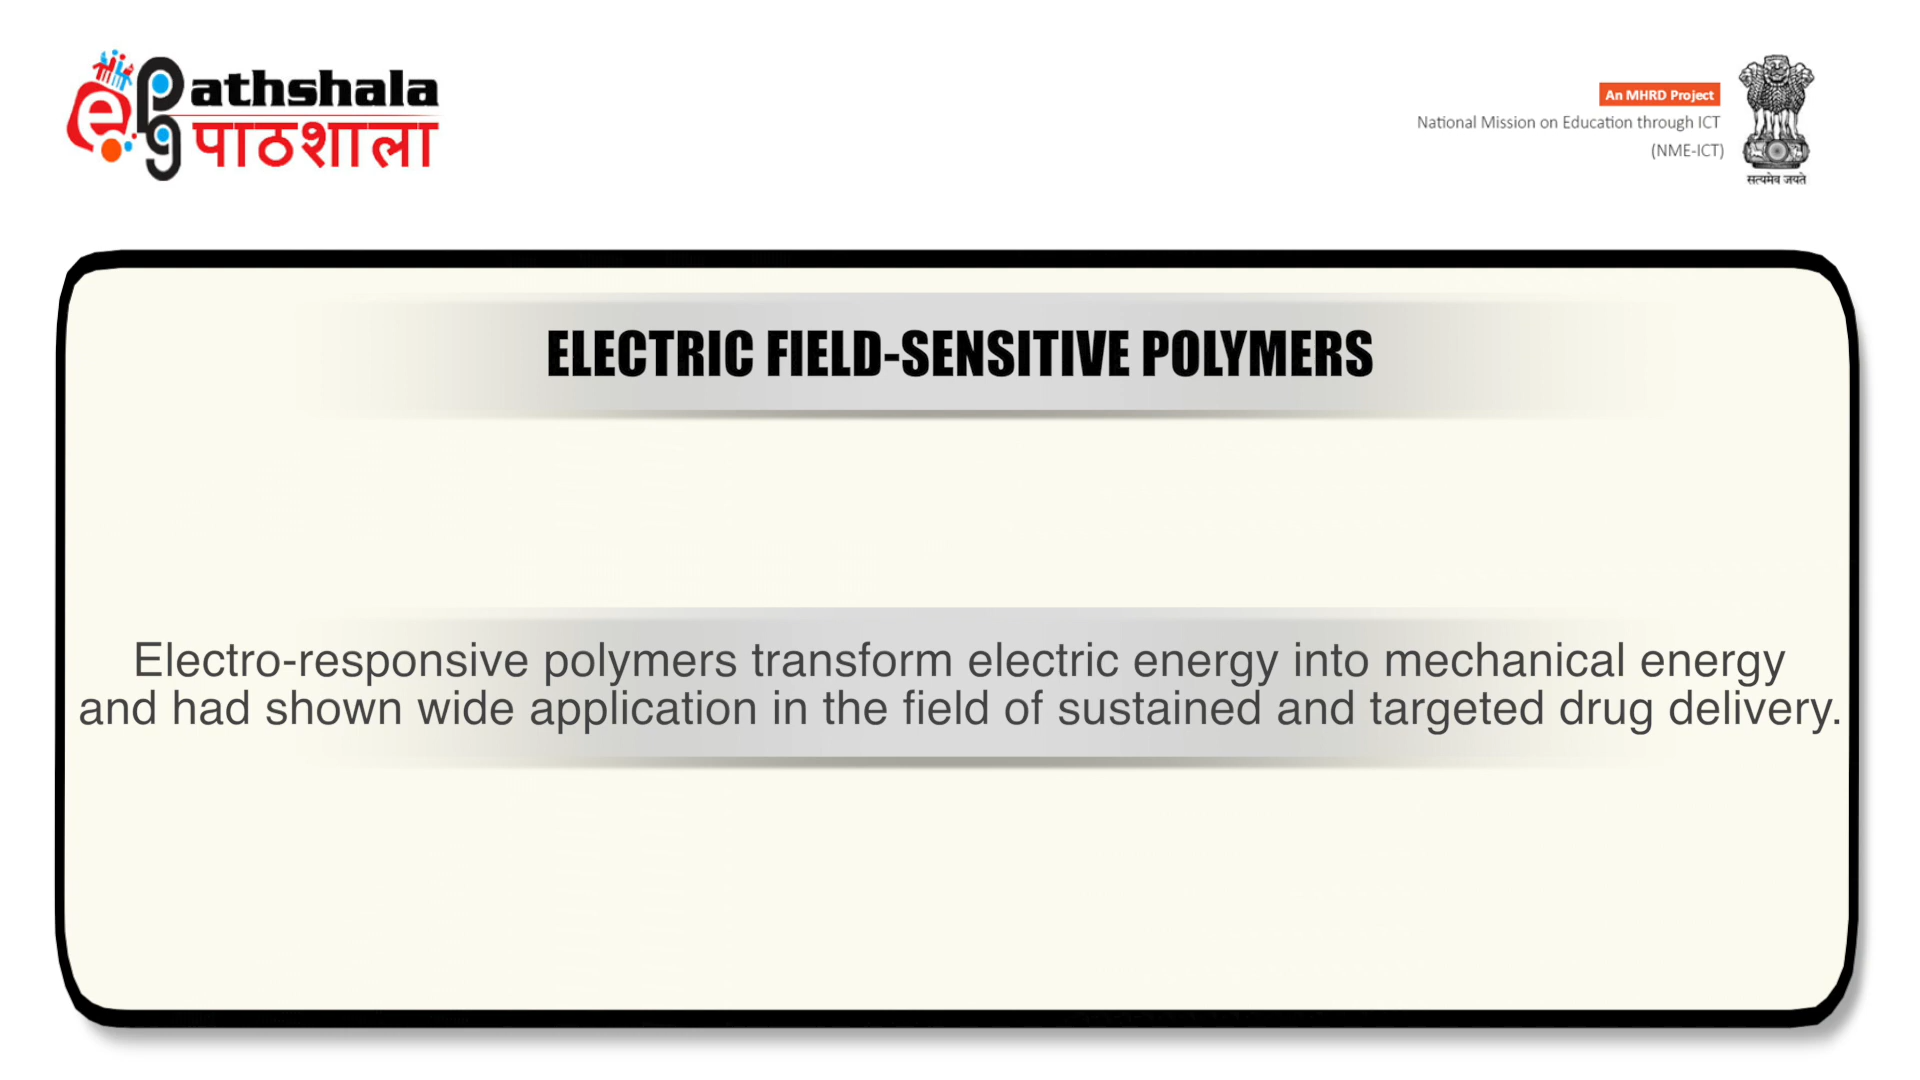 e pg Pathshala
पाठशाला
An MHRD Project
National Mission on Education through ICT
(NME-ICT)
सत्यमेव जयते
ELECTRIC FIELD-SENSITIVE POLYMERS
Electro-responsive polymers transform electric energy into mechanical energy
and had shown wide application in the field of sustained and targeted drug delivery.